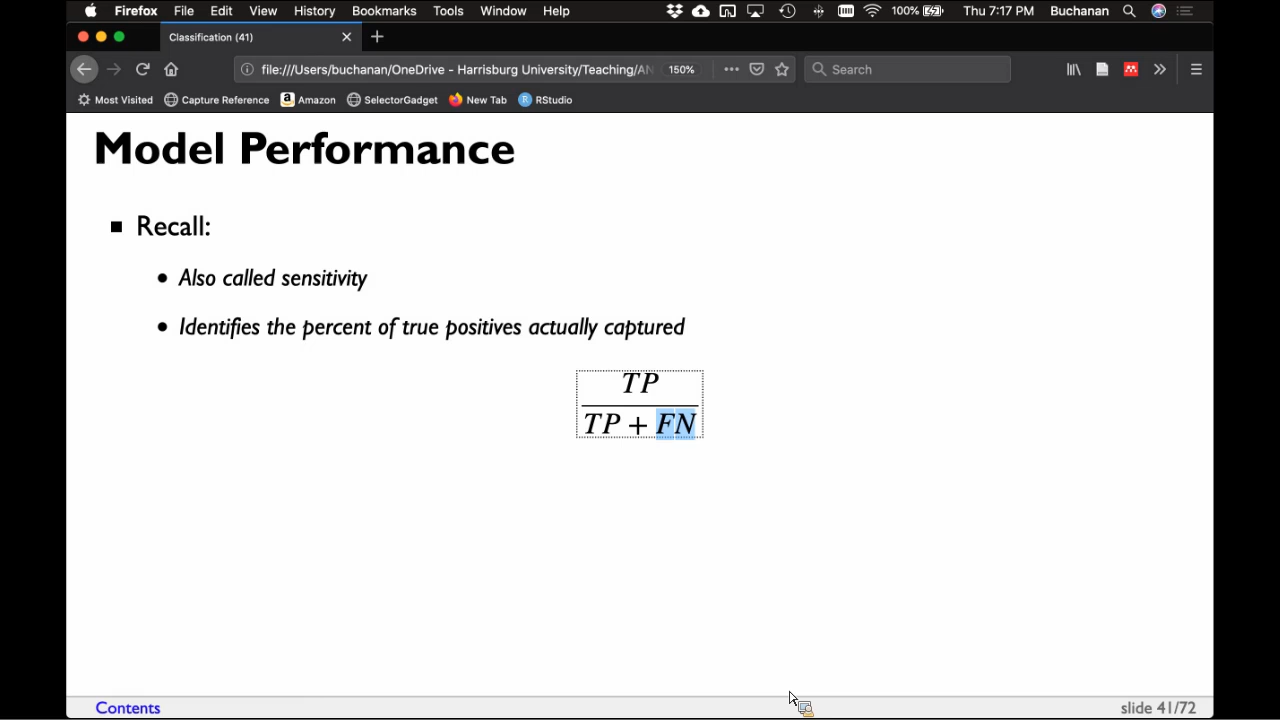 Firefox File Edit View History Bookmarks Tools Window Help 100% Thu 7:17 PM Buchanan
Classification (41)
file:///Users/buchanan/OneDrive - Harrisburg University/Teaching/AN 150% Search
Most Visited Capture Reference Amazon SelectorGadget New Tab RStudio
Model Performance
Recall:
Also called sensitivity
Identifies the percent of true positives actually captured
TP
TP + FN
Contents slide 41/72